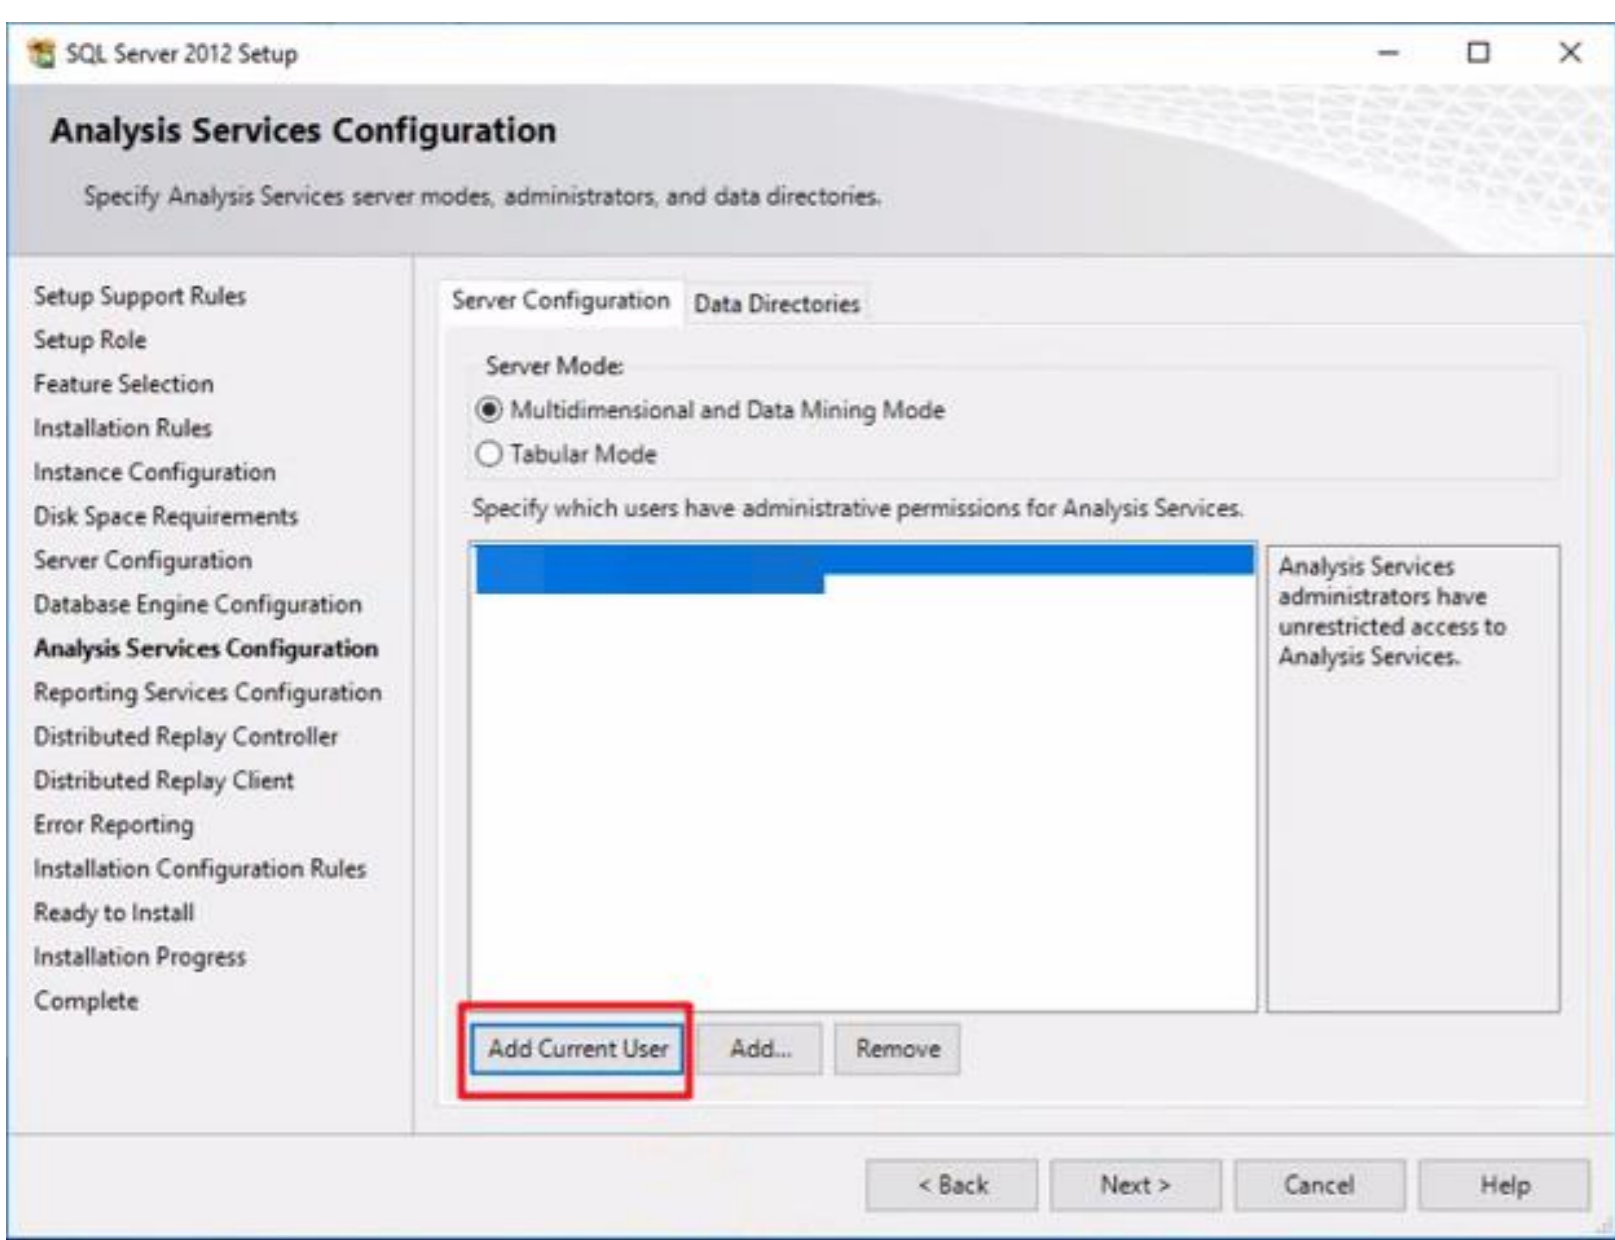 SQL Server 2012 Setup
Analysis Services Configuration
Specify Analysis Services server modes, administrators, and data directories.
Setup Support Rules
Setup Role
Feature Selection
Installation Rules
Instance Configuration
Disk Space Requirements
Server Configuration
Database Engine Configuration
Analysis Services Configuration
Reporting Services Configuration
Distributed Replay Controller
Distributed Replay Client
Error Reporting
Installation Configuration Rules
Ready to Install
Installation Progress
Complete
Server Configuration
Data Directories
Server Mode:
Multidimensional and Data Mining Mode
Tabular Mode
Specify which users have administrative permissions for Analysis Services.
Analysis Services
administrators have
unrestricted access to
Analysis Services.
Add Current User
Add...
Remove
< Back
Next >
Cancel
Help